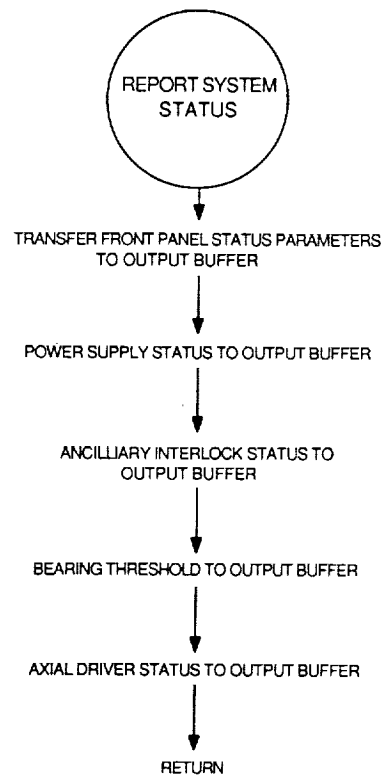 REPORT SYSTEM
STATUS
TRANSFER FRONT PANEL STATUS PARAMETERS
TO OUTPUT BUFFER
POWER SUPPLY STATUS TO OUTPUT BUFFER
ANCILLIARY INTERLOCK STATUS TO
OUTPUT BUFFER
BEARING THRESHOLD TO OUTPUT BUFFER
AXIAL DRIVER STATUS TO OUTPUT BUFFER
RETURN